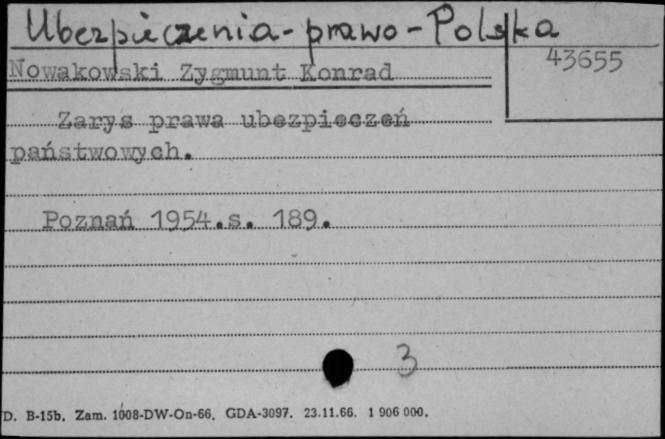 Ubezpieczenia-prawo-Polska
43655
Nowakowski Zygmunt Konrad
Zarys prawa ubezpieczeń
państwowych.
Poznań 1954.s. 189.
3
D. B-15b. Zam. 1008-DW-On-66. GDA-3097. 23.11.66. 1 906 000.